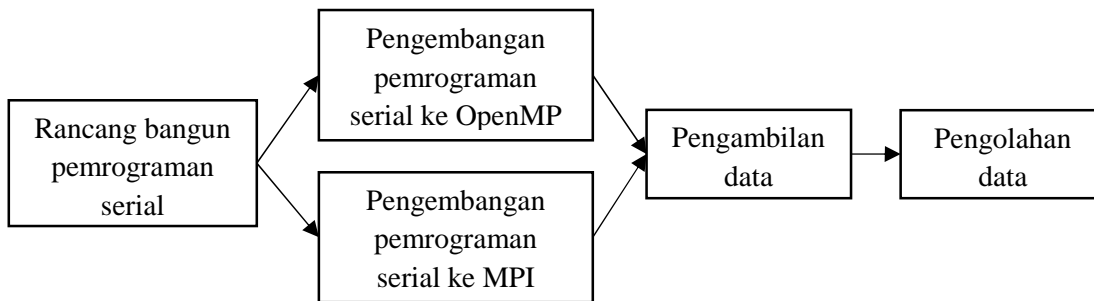 Rancang bangun
pemrograman
serial
Pengembangan
pemrograman
serial ke OpenMP
Pengembangan
pemrograman
serial ke MPI
Pengambilan
data
Pengolahan
data